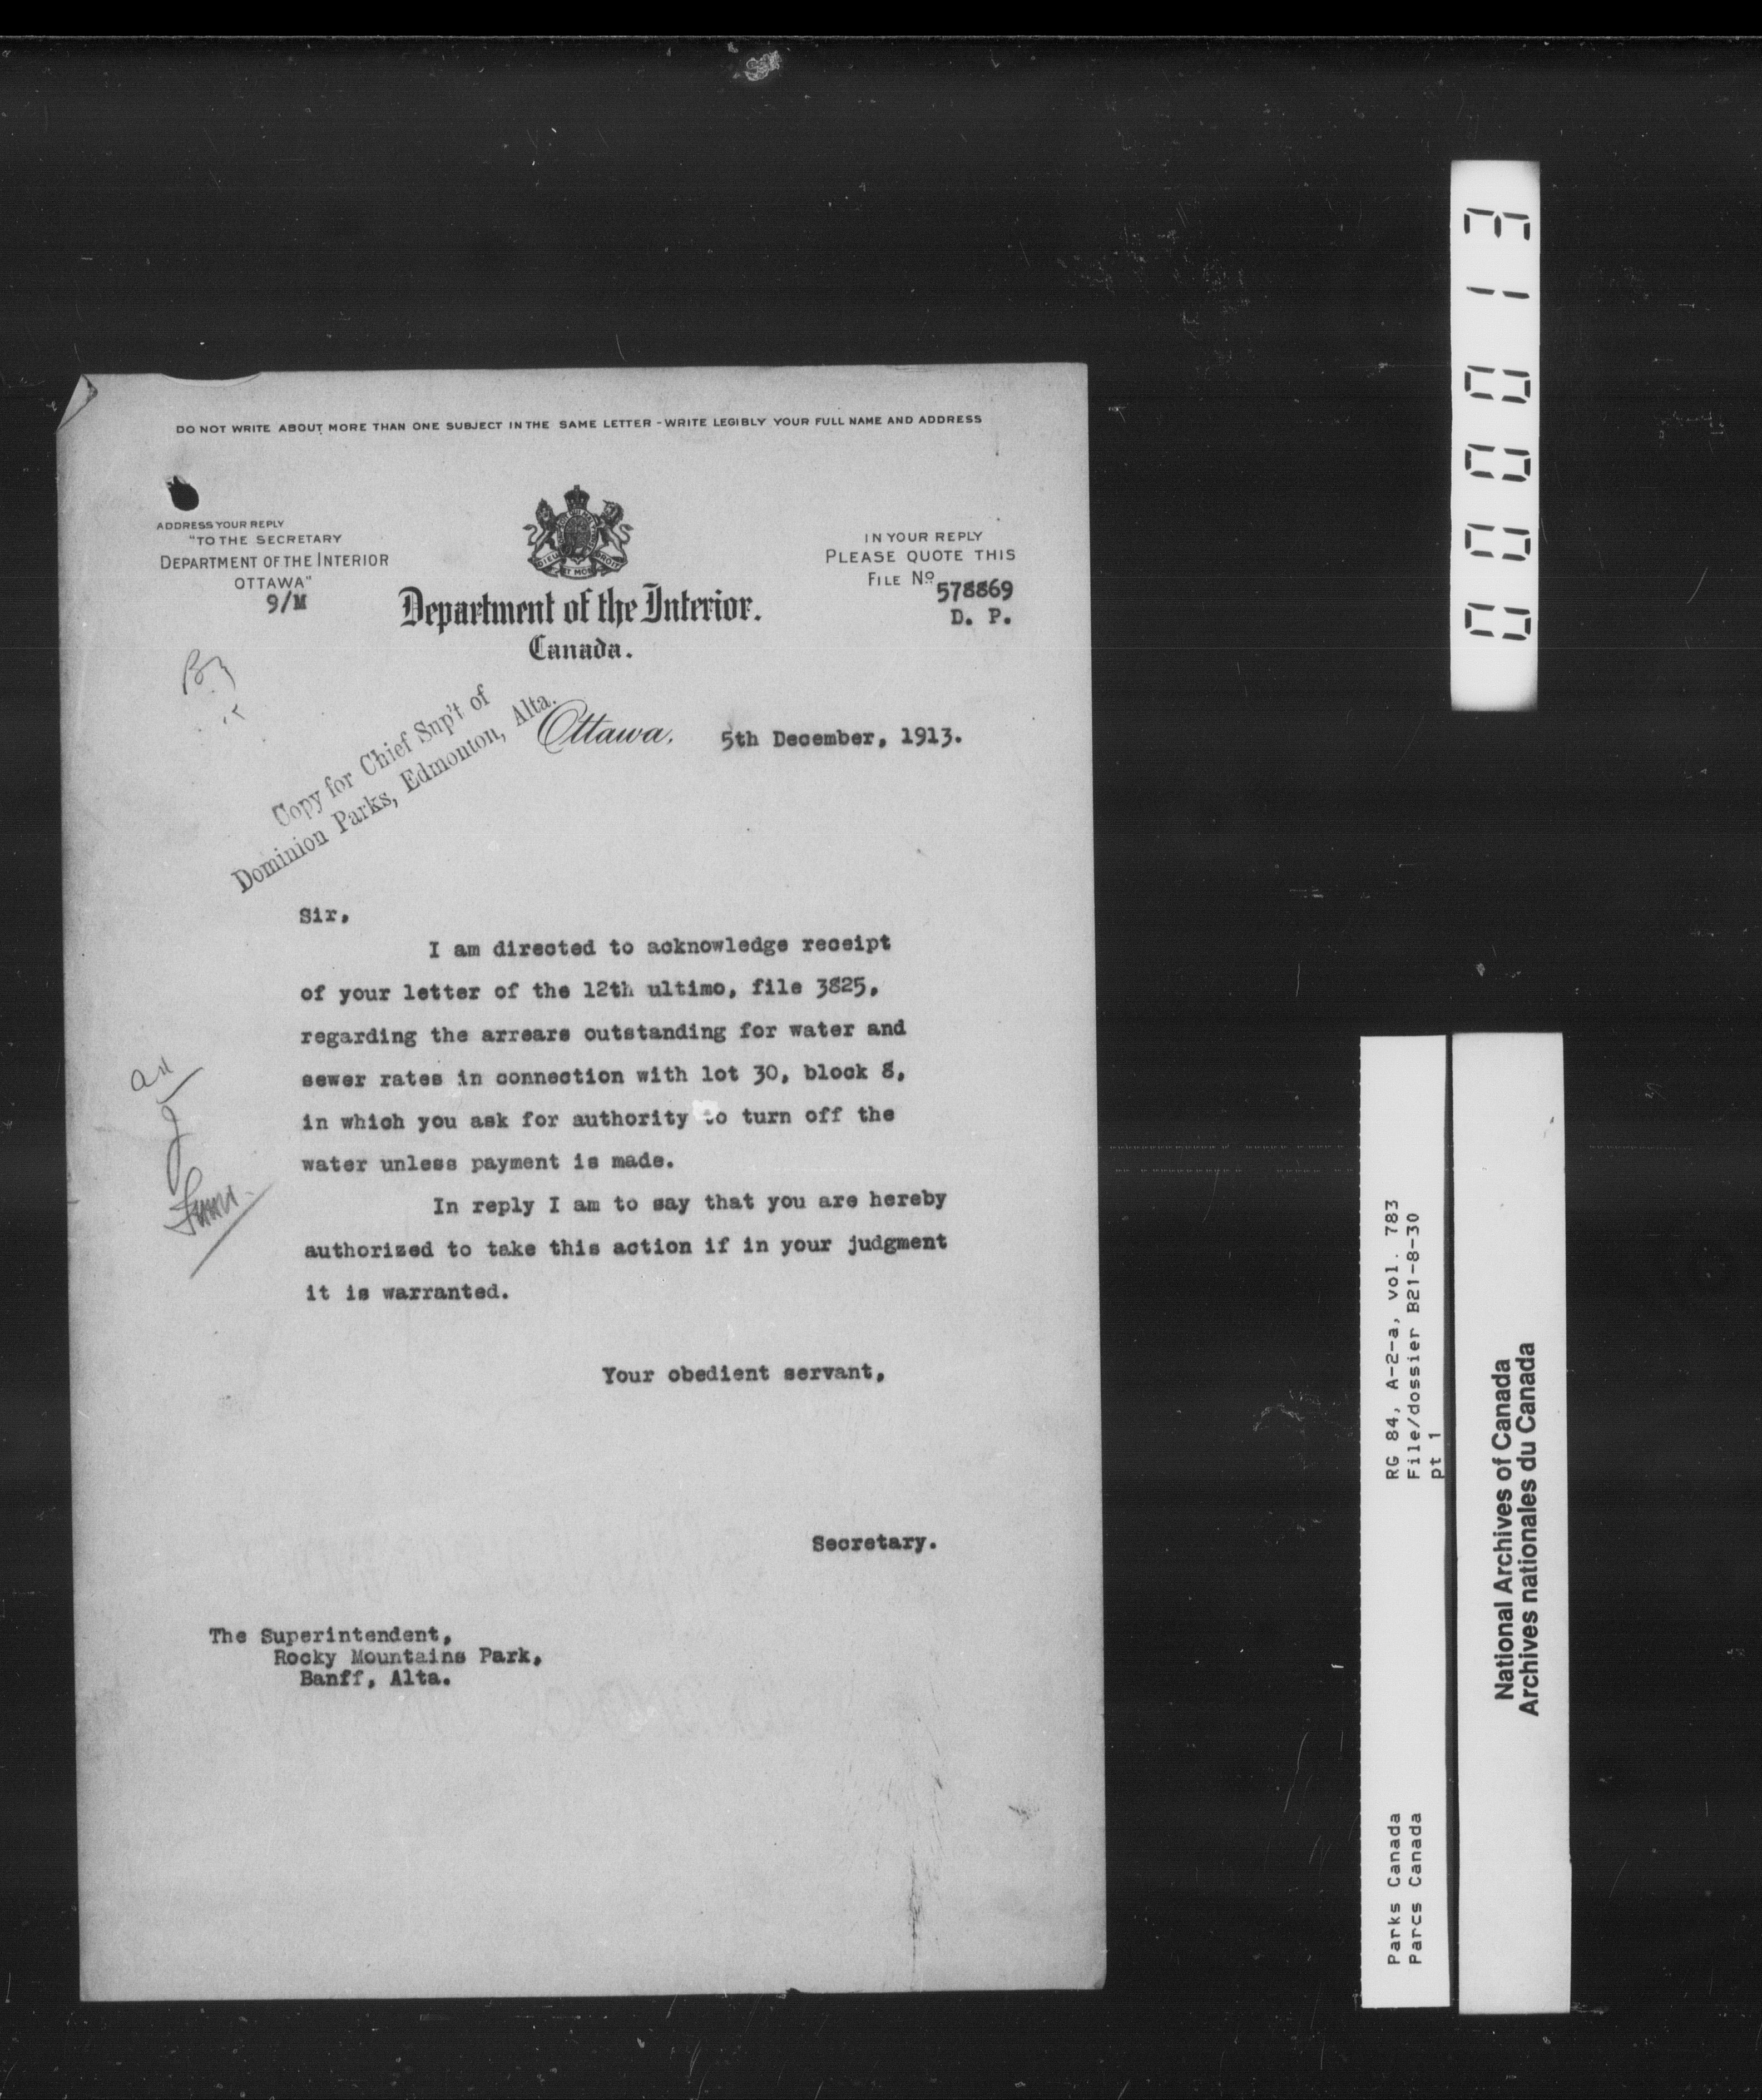 DO NOT WRITE ABOUT MORE THAN ONE SUBJECT IN THE SAME LETTER - WRITE LEGIBLY YOUR FULL NAME AND ADDRESS
ADDRESS YOUR REPLY
"TO THE SECRETARY
DEPARTMENT OF THE INTERIOR
OTTAWA"
9/M
DIEU ET MON DROIT
Department of the Interior.
Canada.
IN YOUR REPLY
PLEASE QUOTE THIS
FILE No 578869
D. P.
Copy for Chief Sup't of
Dominion Parks, Edmonton, Alta.
Ottawa, 5th December, 1913.
Sir,
I am directed to acknowledge receipt
of your letter of the 12th ultimo, file 3825,
regarding the arrears outstanding for water and
sewer rates in connection with lot 30, block 8,
in which you ask for authority to turn off the
water unless payment is made.
In reply I am to say that you are hereby
authorized to take this action if in your judgment
it is warranted.
Your obedient servant,
Secretary.
The Superintendent,
Rocky Mountains Park,
Banff, Alta.
000013
RG 84, A-2-a, vol. 783
File/dossier B21-8-30
pt 1
Parks Canada
Parcs Canada
National Archives of Canada
Archives nationales du Canada